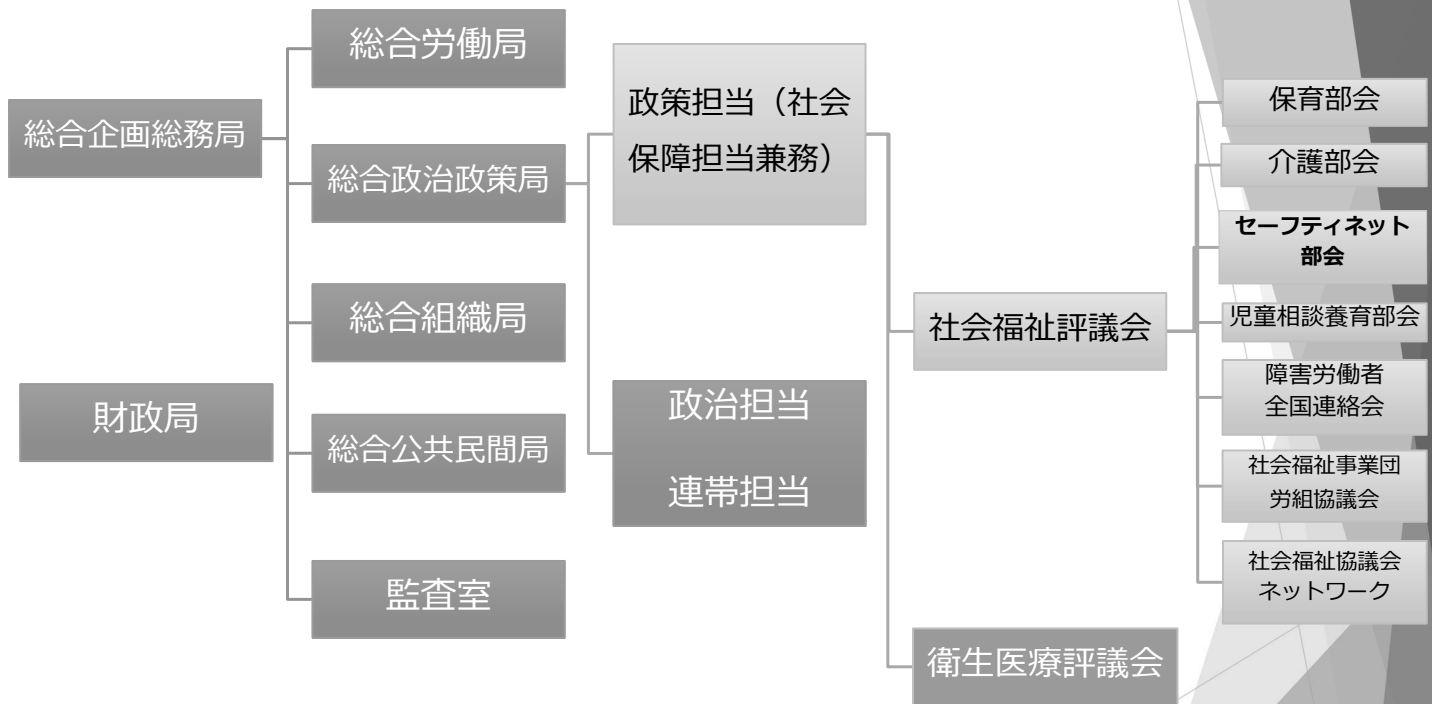 総合企画総務局
財政局
総合労働局
総合政治政策局
総合組織局
総合公共民間局
監査室
政策担当（社会
保障担当兼務）
政治担当
連帯担当
社会福祉評議会
衛生医療評議会
保育部会
介護部会
セーフティネット
部会
児童相談養育部会
障害労働者
全国連絡会
社会福祉事業団
労組協議会
社会福祉協議会
ネットワーク